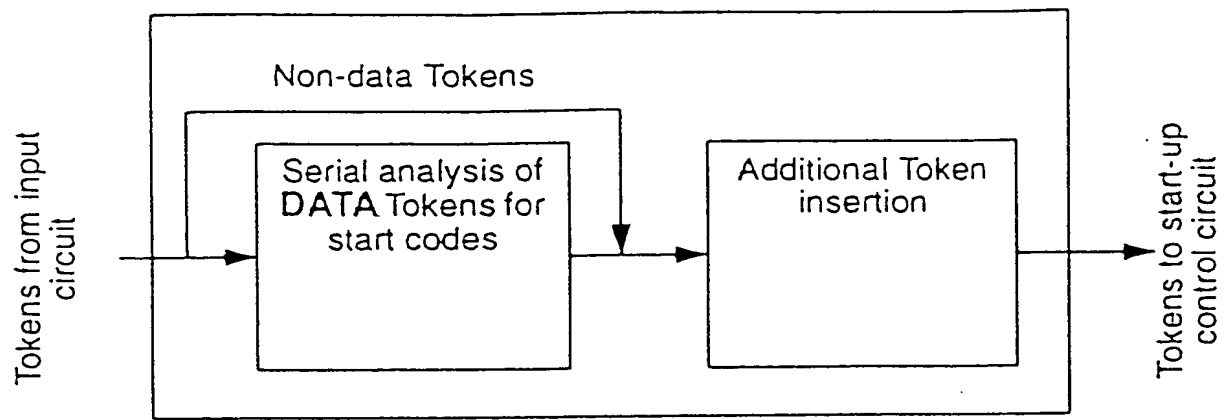 Tokens from input
circuit
Non-data Tokens
Serial analysis of
DATA Tokens for
start codes
Additional Token
insertion
Tokens to start-up
control circuit